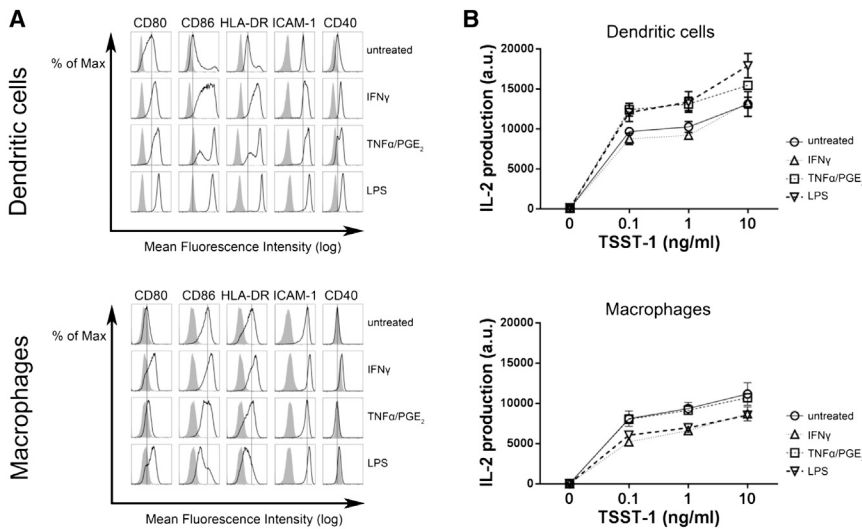 A
CD80 CD86 HLA-DR ICAM-1 CD40
Dendritic cells
% of Max
untreated
IFNγ
TNFα/PGE2
LPS
Mean Fluorescence Intensity (log)
CD80 CD86 HLA-DR ICAM-1 CD40
Macrophages
% of Max
untreated
IFNγ
TNFα/PGE2
LPS
Mean Fluorescence Intensity (log)
B
Dendritic cells
IL-2 production (a.u.)
20000
15000
10000
5000
0
0 0.1 1 10
TSST-1 (ng/ml)
untreated
IFNγ
TNFα/PGE
LPS
Macrophages
IL-2 production (a.u.)
20000
15000
10000
5000
0
0 0.1 1 10
TSST-1 (ng/ml)
untreated
IFNγ
TNFα/PGE
LPS